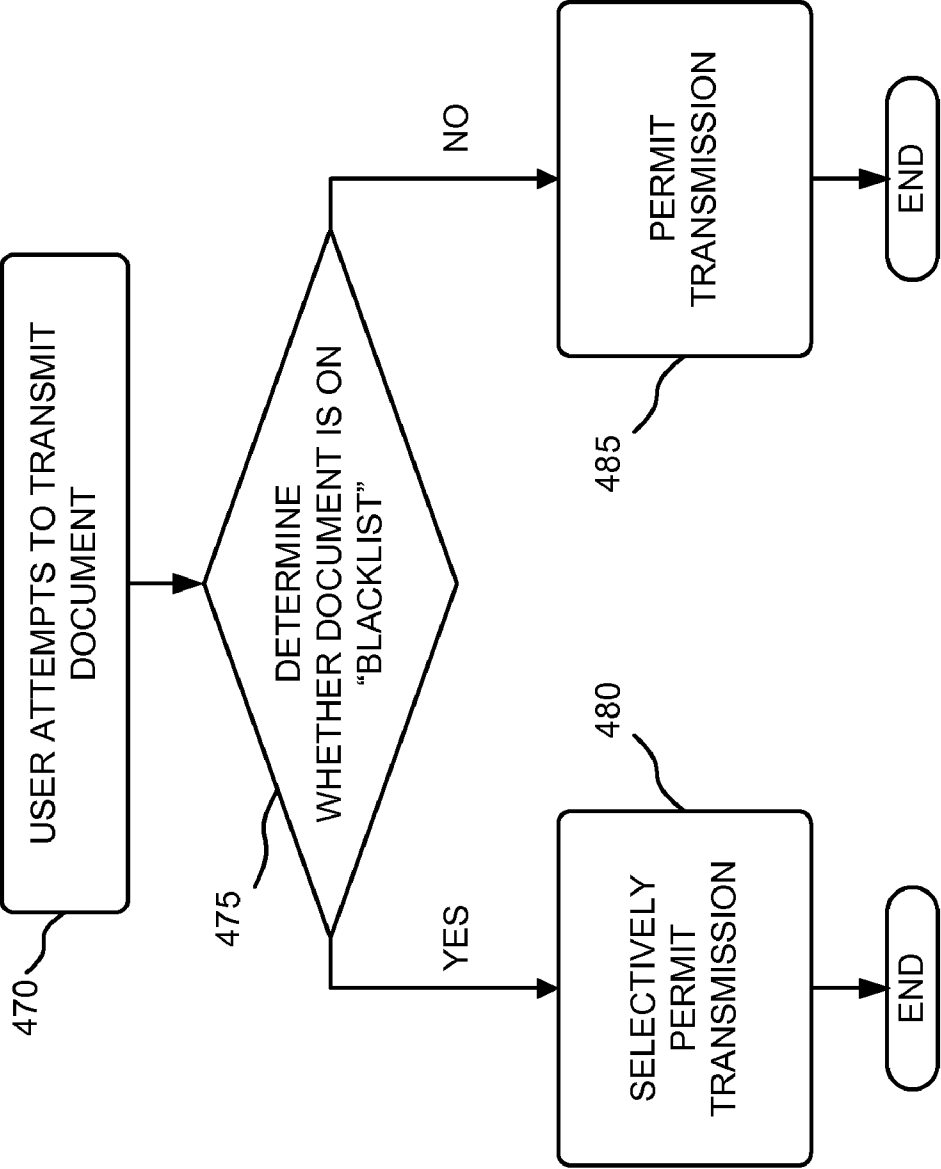 470
USER ATTEMPTS TO TRANSMIT
DOCUMENT
475
DETERMINE
WHETHER DOCUMENT IS ON
“BLACKLIST”
YES
NO
480
SELECTIVELY
PERMIT
TRANSMISSION
485
PERMIT
TRANSMISSION
END
END